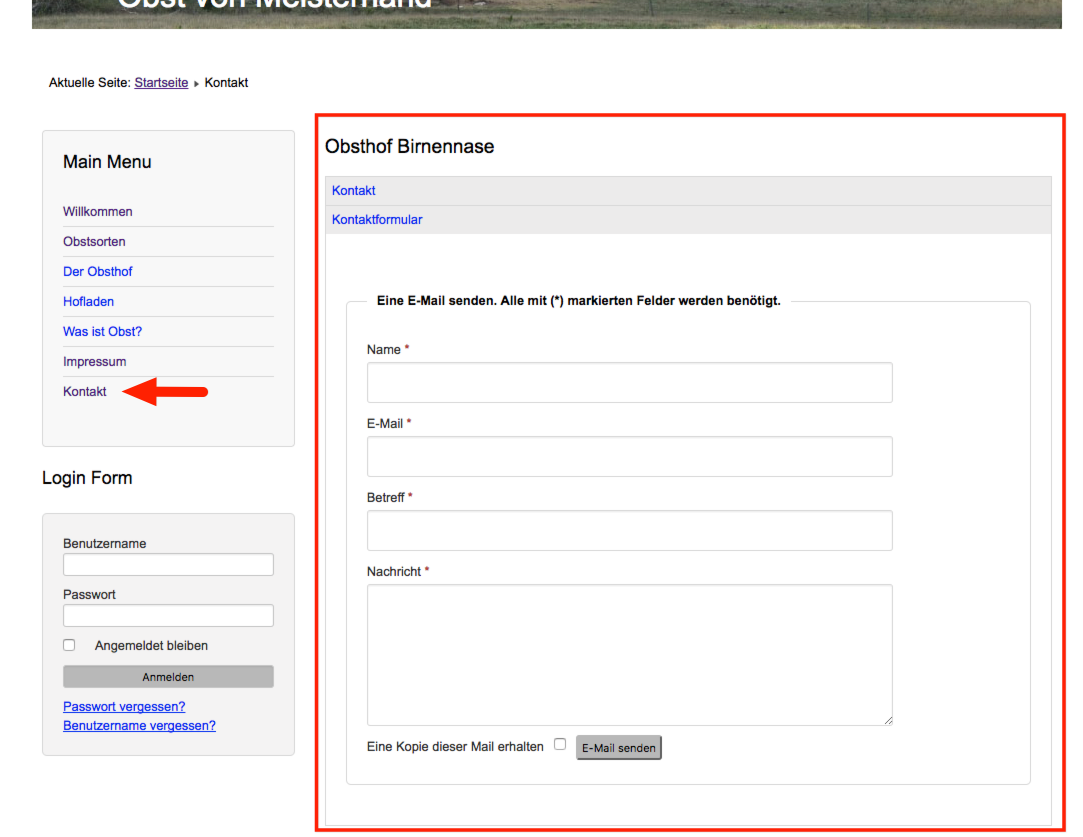 Obst von Meisterhand
Aktuelle Seite: Startseite ▸ Kontakt
Main Menu
Willkommen
Obstsorten
Der Obsthof
Hofladen
Was ist Obst?
Impressum
Kontakt
Login Form
Benutzername
Passwort
Angemeldet bleiben
Anmelden
Passwort vergessen?
Benutzername vergessen?
Obsthof Birnennase
Kontakt
Kontaktformular
Eine E-Mail senden. Alle mit (*) markierten Felder werden benötigt.
Name *
E-Mail *
Betreff *
Nachricht *
Eine Kopie dieser Mail erhalten
E-Mail senden